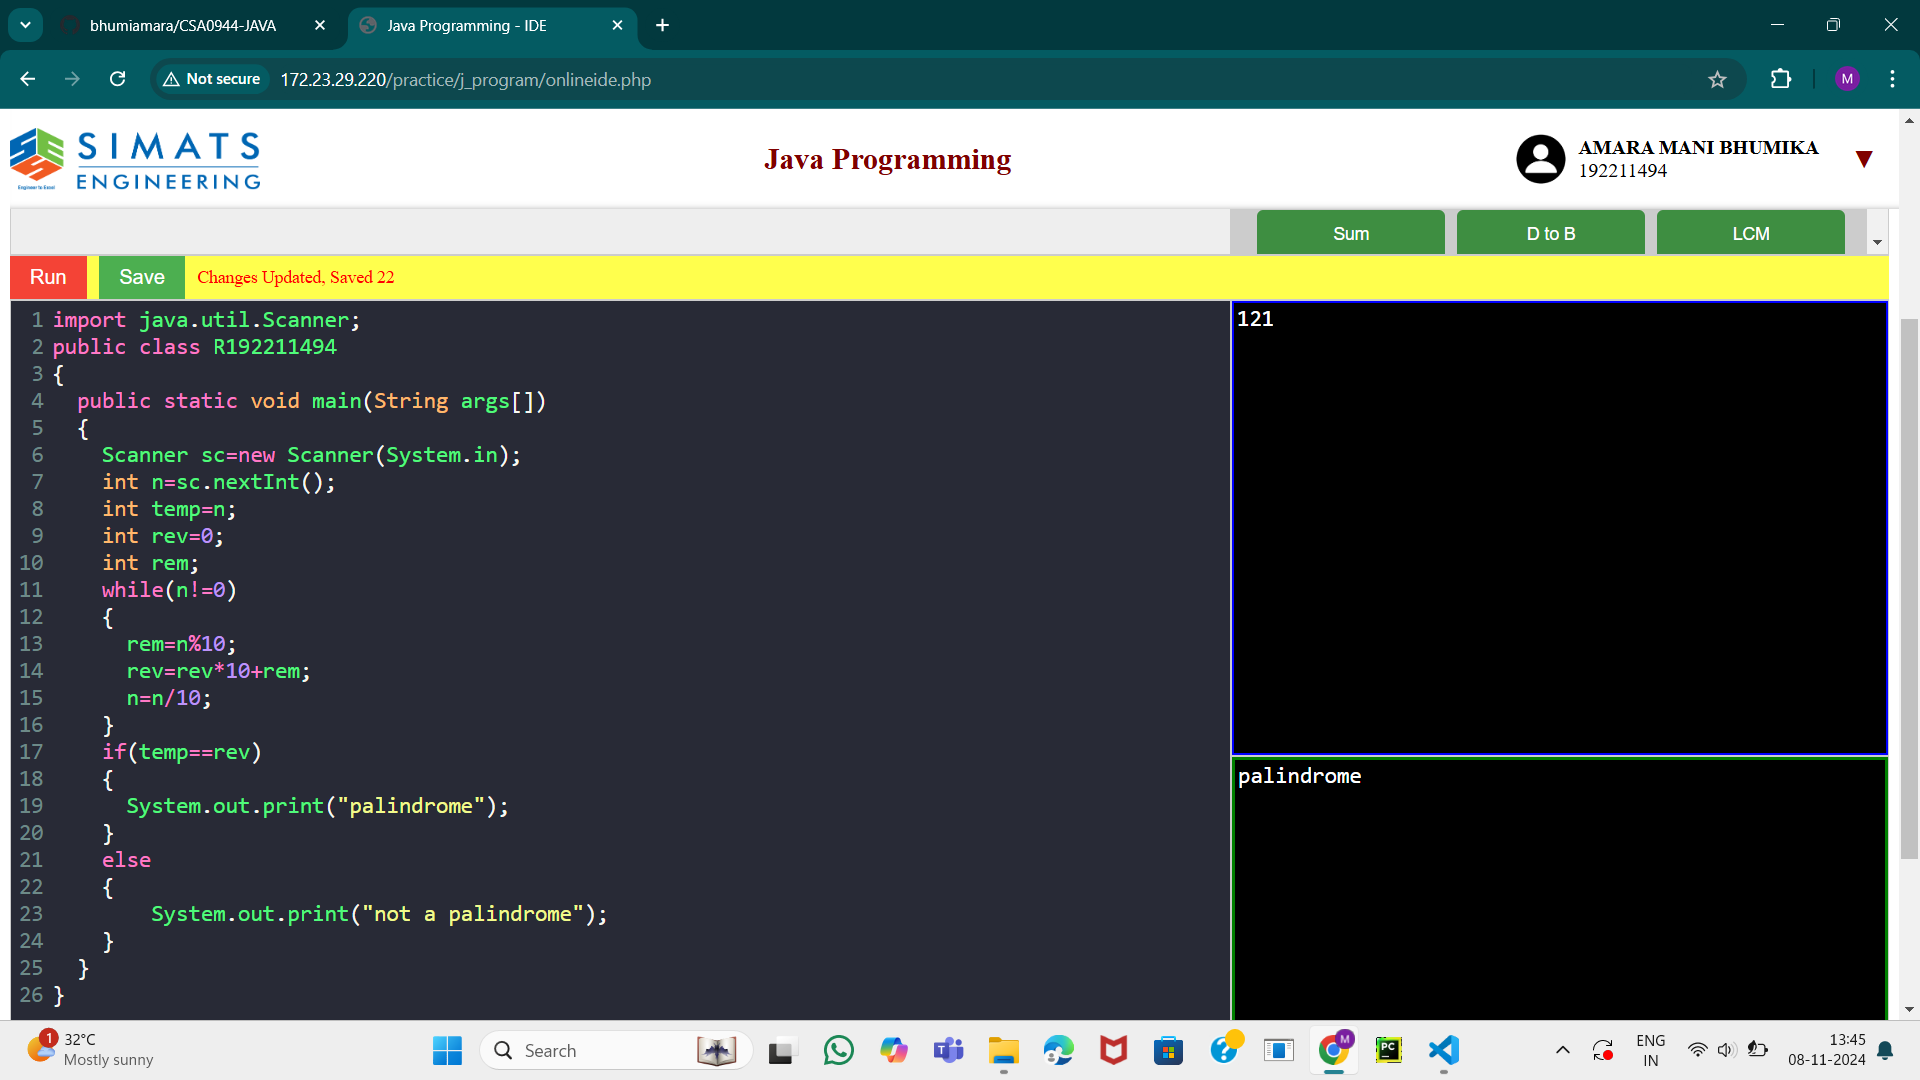 bhumiamara/CSA0944-JAVA
Java Programming - IDE
Not secure
172.23.29.220/practice/j_program/onlineide.php
M
SIMATS
ENGINEERING
Engineer to Excel
Java Programming
AMARA MANI BHUMIKA
192211494
Sum
D to B
LCM
Run
Save
Changes Updated, Saved 22
1 import java.util.Scanner;
2 public class R192211494
3 {
4 public static void main(String args[])
5 {
6 Scanner sc=new Scanner(System.in);
7 int n=sc.nextInt();
8 int temp=n;
9 int rev=0;
10 int rem;
11 while(n!=0)
12 {
13 rem=n%10;
14 rev=rev*10+rem;
15 n=n/10;
16 }
17 if(temp==rev)
18 {
19 System.out.print("palindrome");
20 }
21 else
22 {
23 System.out.print("not a palindrome");
24 }
25 }
26 }
121
palindrome
1
32°C
Mostly sunny
Search
M
PC
ENG
IN
13:45
08-11-2024